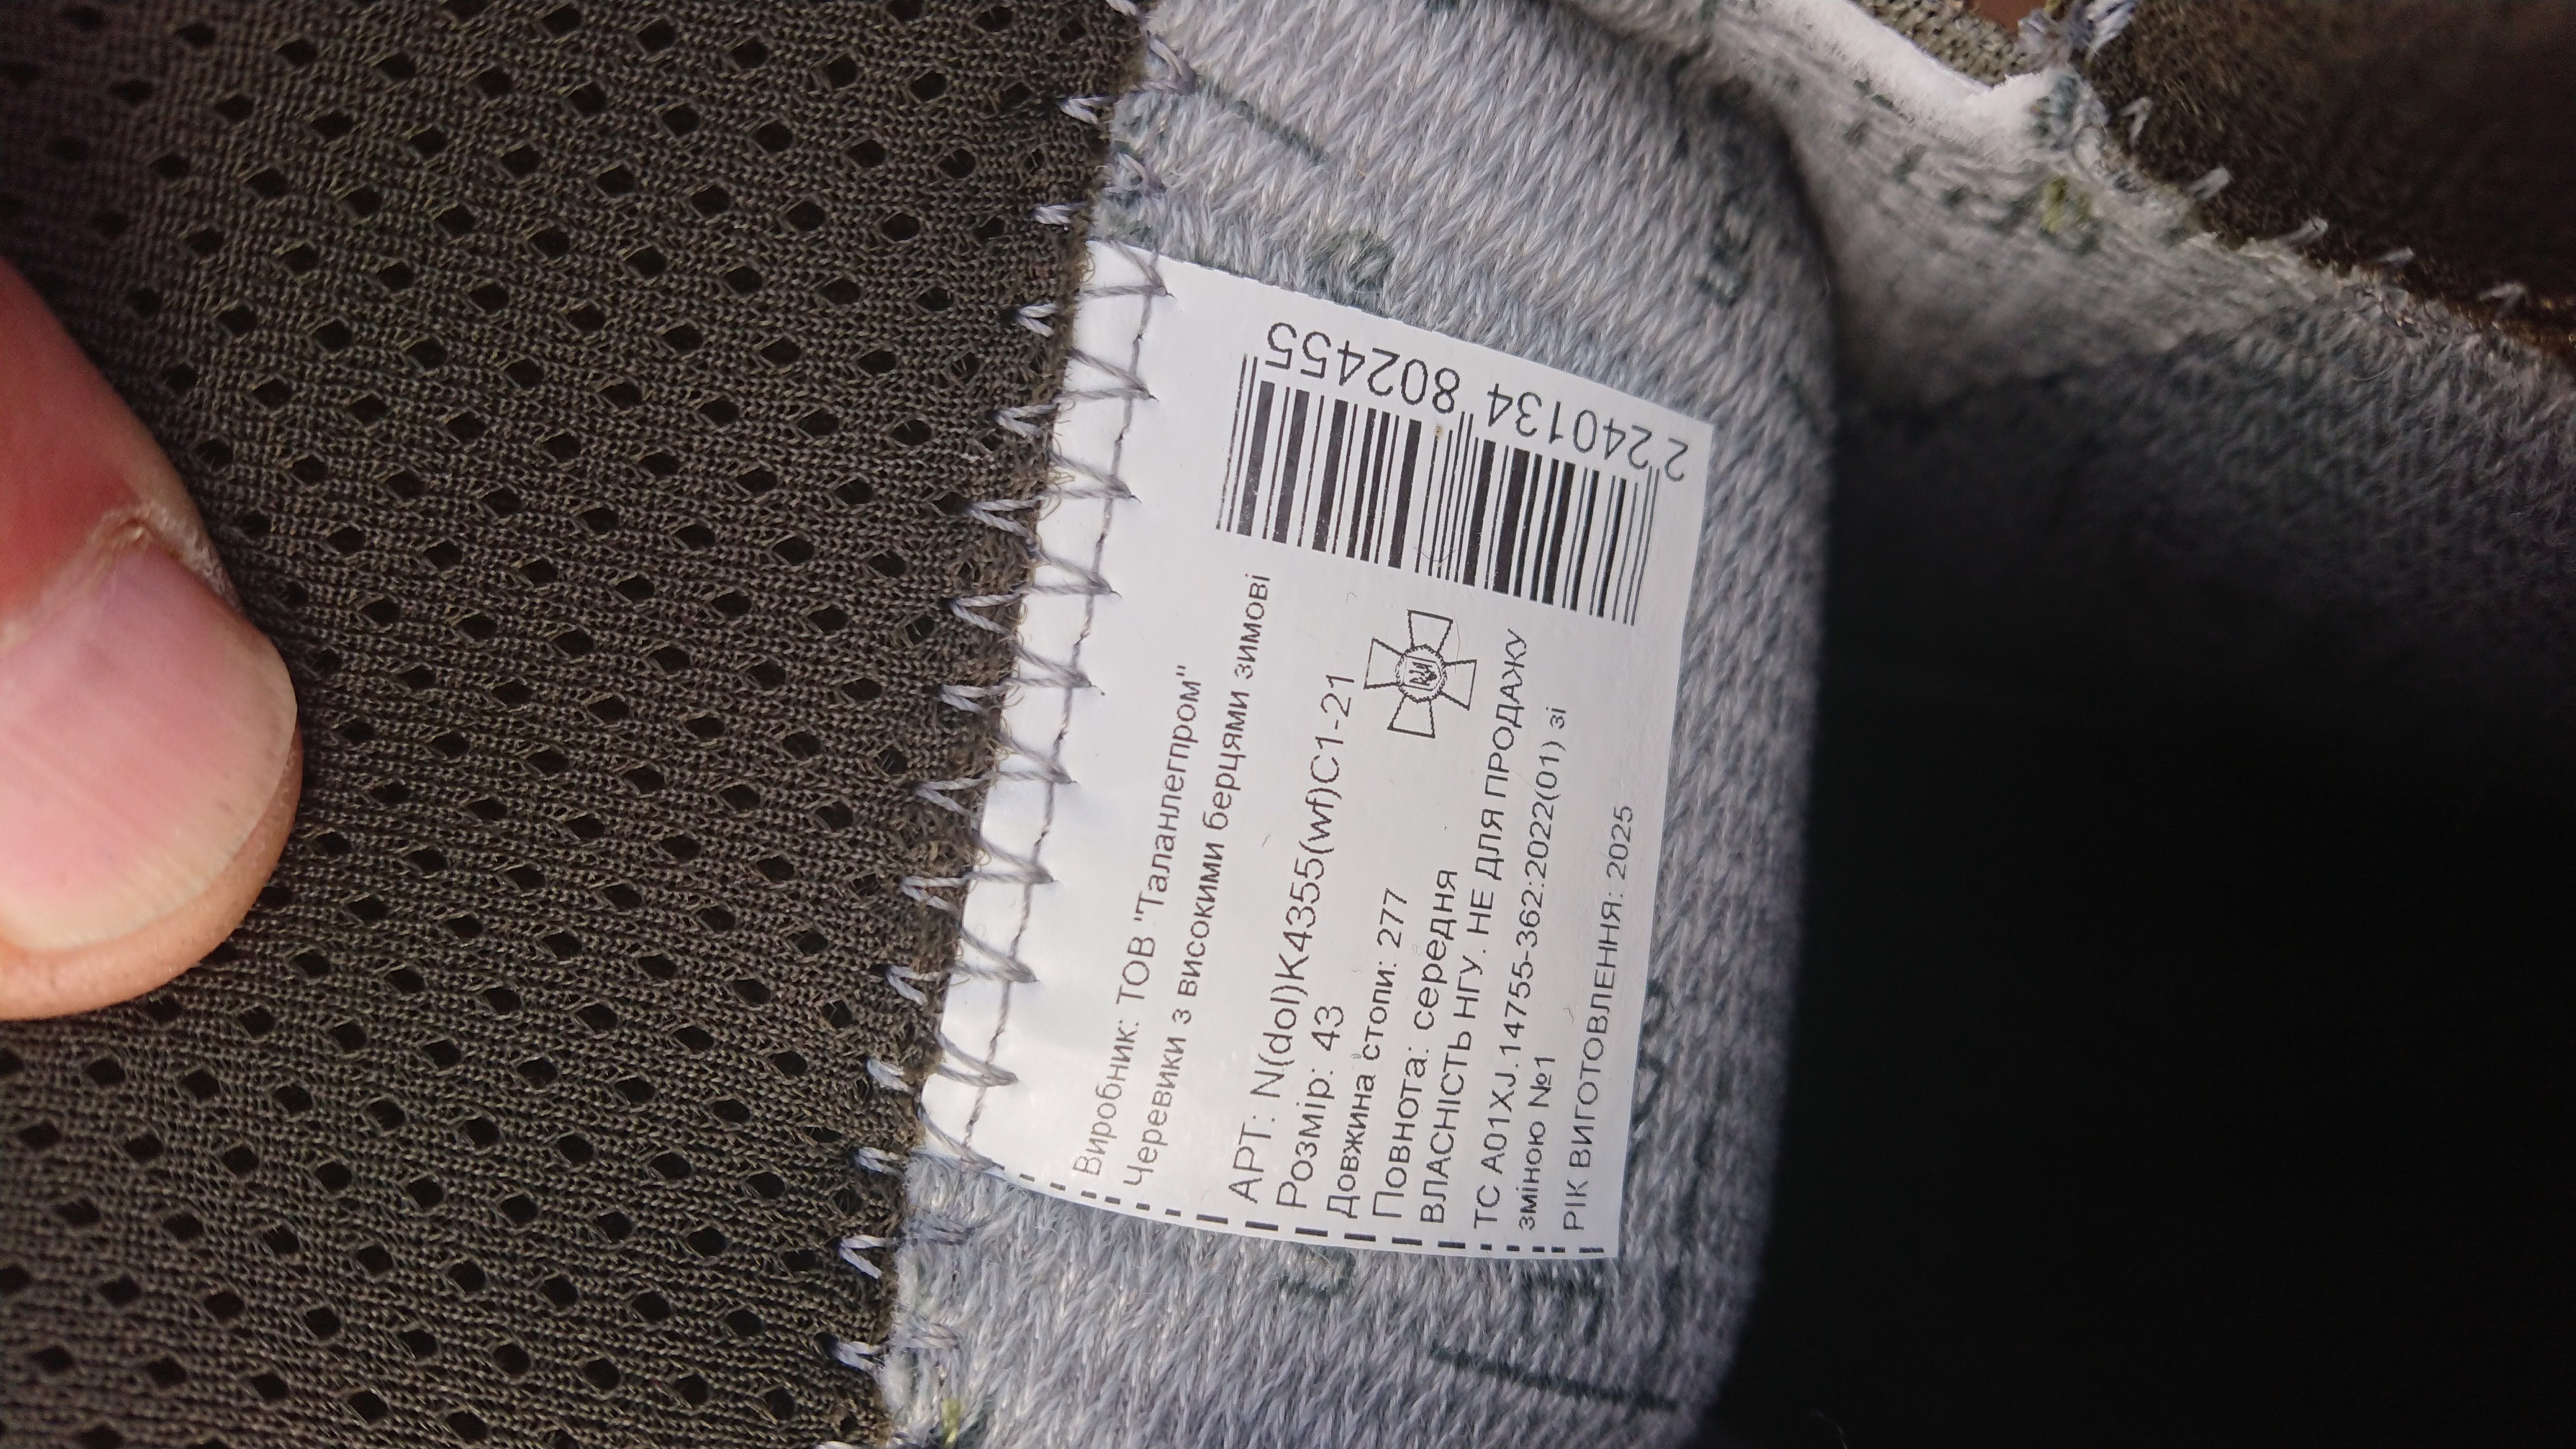 Виробник: ТОВ "Таланлегпром"
Черевики з високими берцями зимові
АРТ.: N(dol)K4355(wf)C1-21
Розмір: 43
Довжина стопи: 277
Повнота: середня
ВЛАСНІСТЬ НГУ. НЕ ДЛЯ ПРОДАЖУ
ТС А01XJ.14755-362:2022(01) зі
зміною №1
РІК ВИГОТОВЛЕННЯ: 2025
2 240134 802455